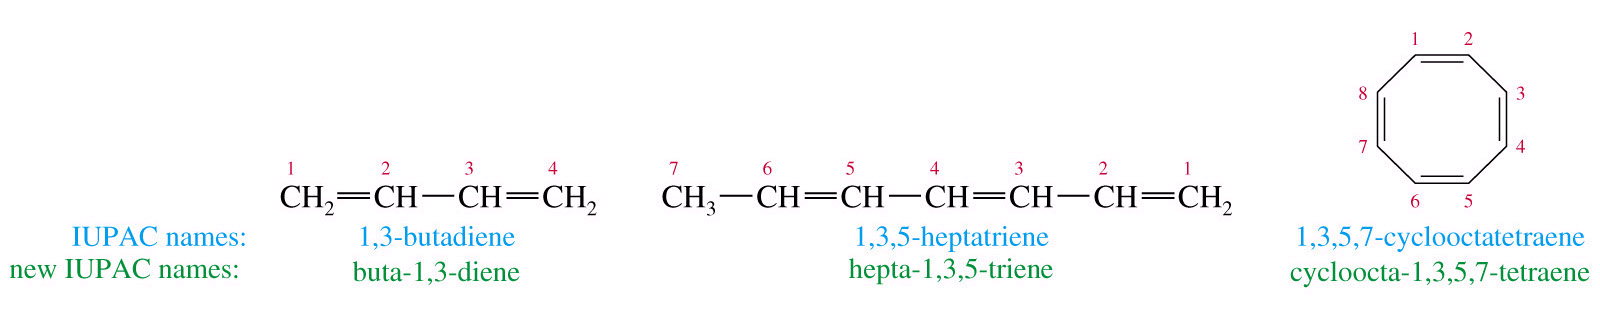 1 2
8 3
7 4
6 5
1 2 3 4
CH₂=CH—CH=CH₂
7 6 5 4 3 2 1
CH₃—CH=CH—CH=CH—CH=CH₂
IUPAC names: 1,3-butadiene 1,3,5-heptatriene 1,3,5,7-cyclooctatetraene
new IUPAC names: buta-1,3-diene hepta-1,3,5-triene cycloocta-1,3,5,7-tetraene